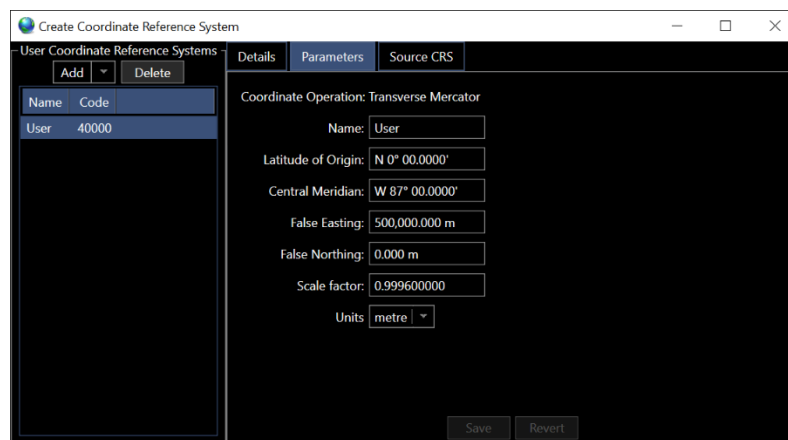 Create Coordinate Reference System
User Coordinate Reference Systems
Add
Delete
Name Code
User 40000
Details Parameters Source CRS
Coordinate Operation: Transverse Mercator
Name: User
Latitude of Origin: N 0° 00.0000'
Central Meridian: W 87° 00.0000'
False Easting: 500,000.000 m
False Northing: 0.000 m
Scale factor: 0.999600000
Units metre
Save Revert